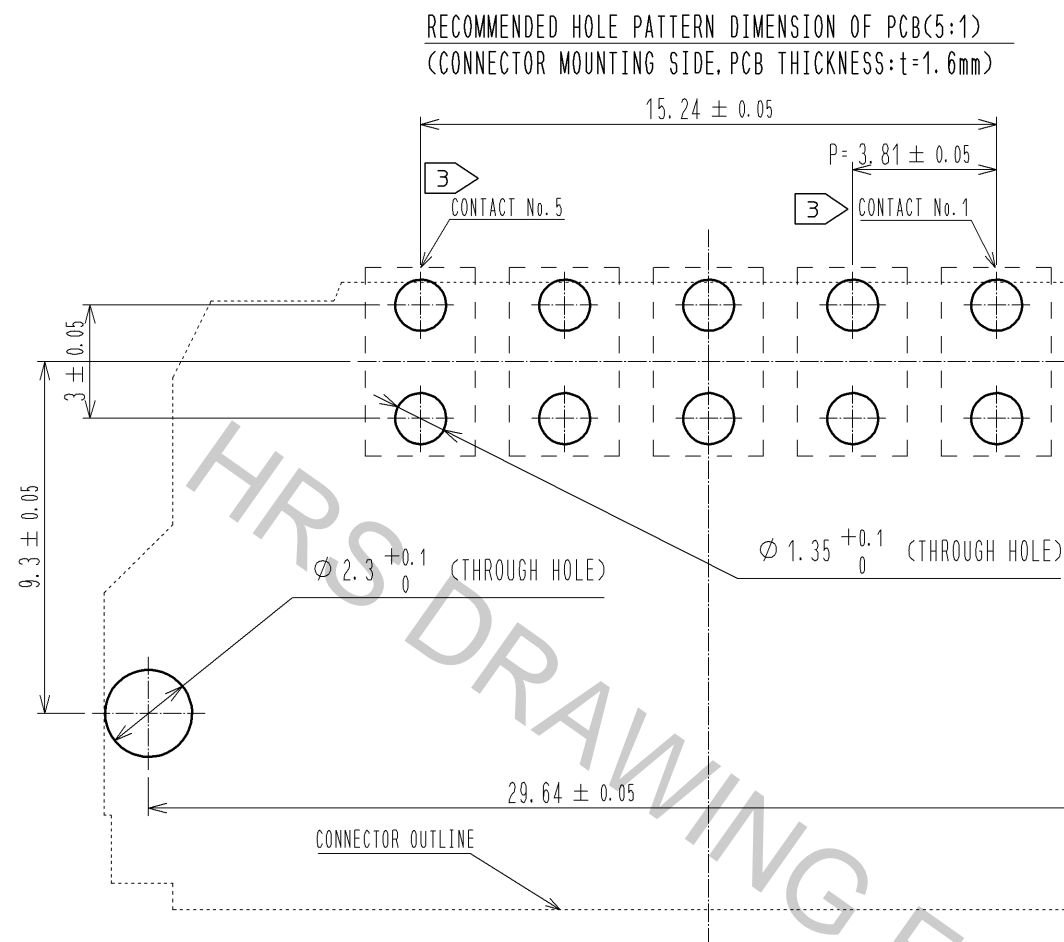 RECOMMENDED HOLE PATTERN DIMENSION OF PCB(5:1)
(CONNECTOR MOUNTING SIDE,PCB THICKNESS:t=1.6mm)
15.24 ± 0.05
P= 3.81 ± 0.05
3
CONTACT No.5
3
CONTACT No.1
3 ± 0.05
9.3 ± 0.05
Ø 2.3 +0.1 0 (THROUGH HOLE)
Ø 1.35 +0.1 0 (THROUGH HOLE)
29.64 ± 0.05
CONNECTOR OUTLINE
HRS DRAWING